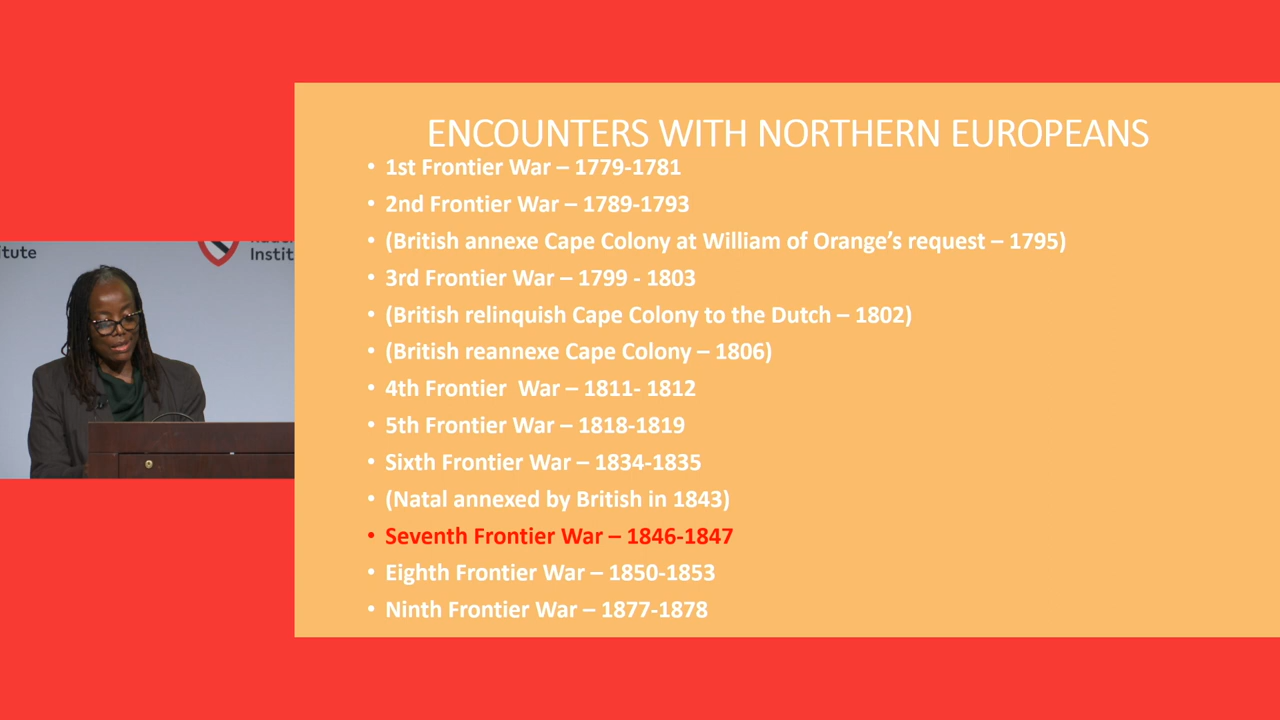 itute
Instit
ENCOUNTERS WITH NORTHERN EUROPEANS
• 1st Frontier War – 1779-1781
• 2nd Frontier War – 1789-1793
• (British annexe Cape Colony at William of Orange's request – 1795)
• 3rd Frontier War – 1799 - 1803
• (British relinquish Cape Colony to the Dutch – 1802)
• (British reannexe Cape Colony – 1806)
• 4th Frontier  War – 1811- 1812
• 5th Frontier War – 1818-1819
• Sixth Frontier War – 1834-1835
• (Natal annexed by British in 1843)
• Seventh Frontier War – 1846-1847
• Eighth Frontier War – 1850-1853
• Ninth Frontier War – 1877-1878